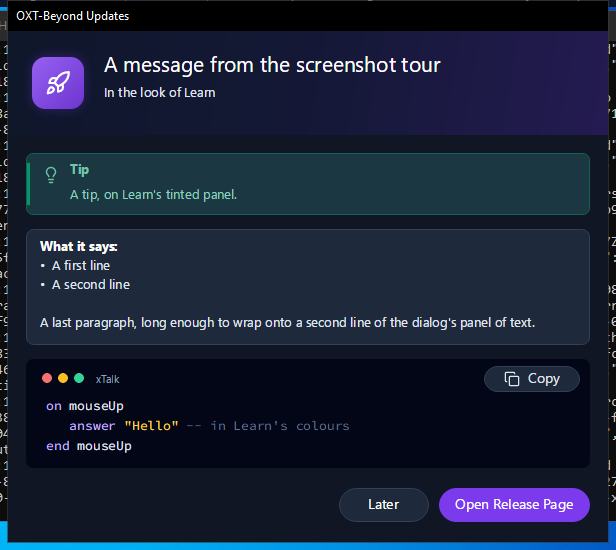 OXT-Beyond Updates
A message from the screenshot tour
In the look of Learn
Tip
A tip, on Learn's tinted panel.
What it says:
• A first line
• A second line
A last paragraph, long enough to wrap onto a second line of the dialog's panel of text.
xTalk
Copy
on mouseUp
   answer "Hello" -- in Learn's colours
end mouseUp
Later
Open Release Page